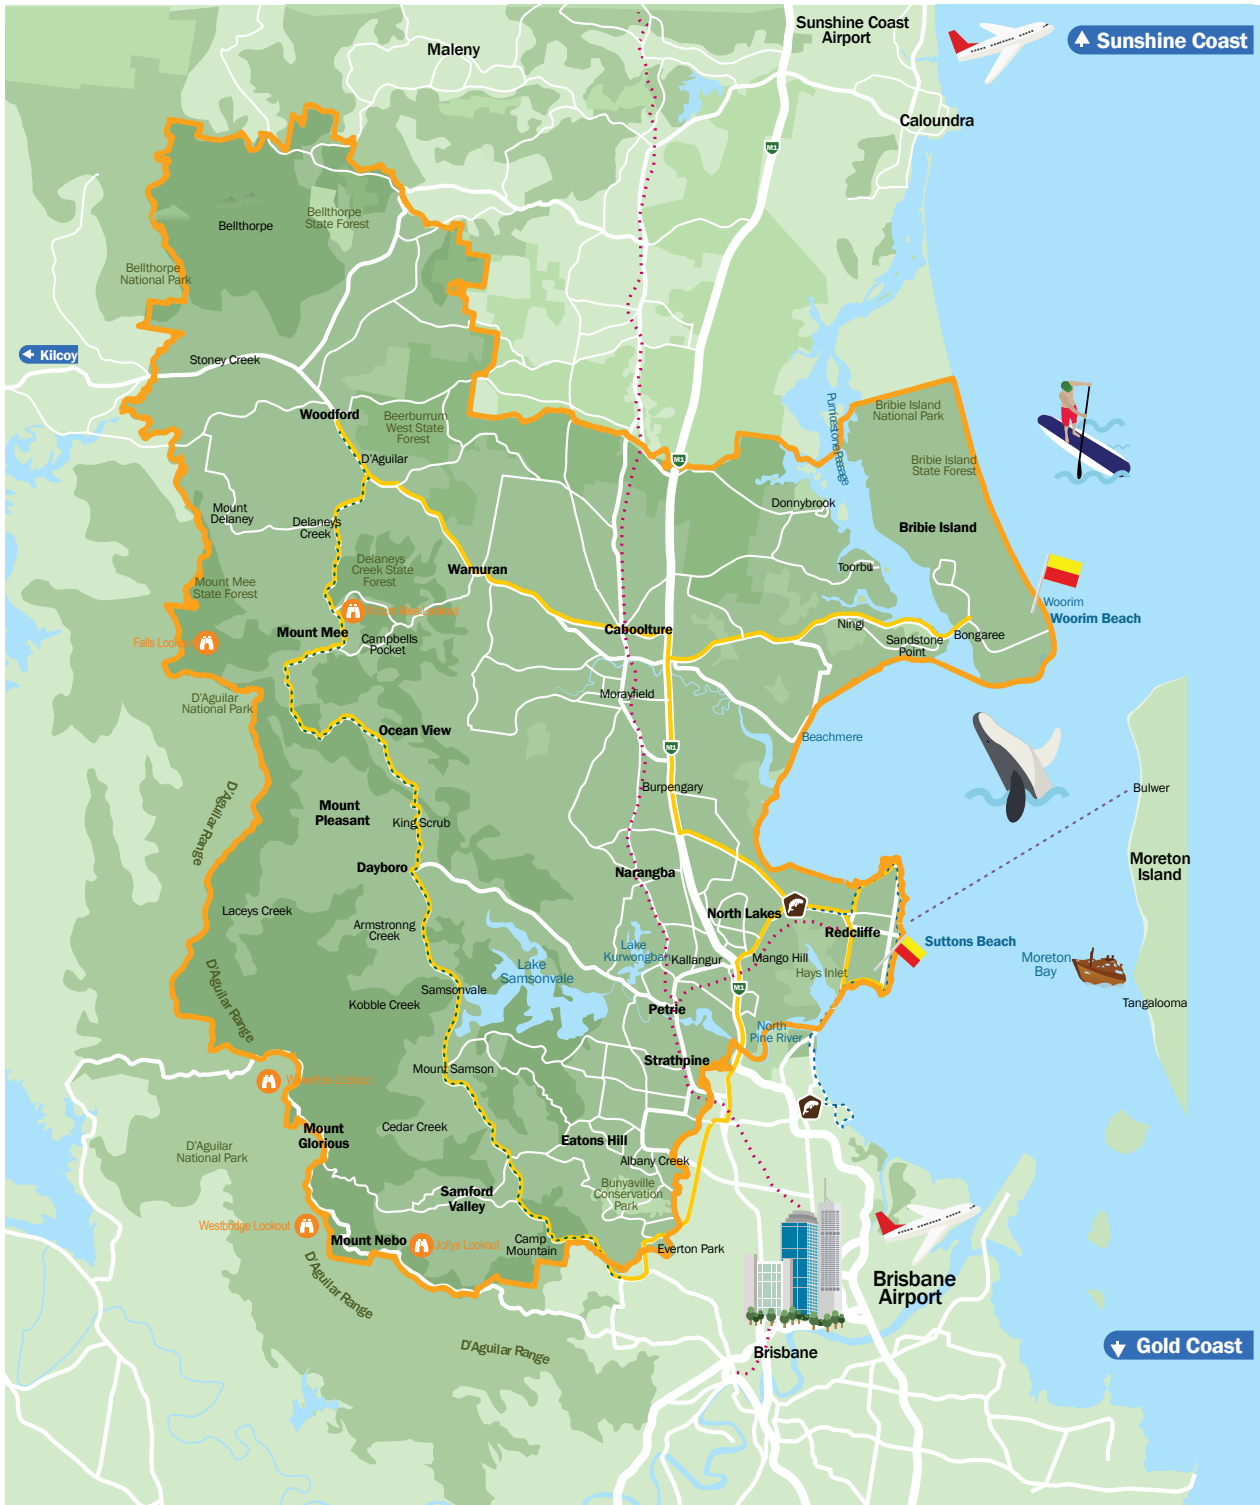 Sunshine Coast
Airport
Sunshine Coast
Maleny
Caloundra
M1
Bellthorpe
State Forest
Bellthorpe
Bellthorpe
National Park
Kilcoy
Stoney Creek
Woodford
Beerburrum
West State
Forest
Pumicestone Passage
Bribie Island
National Park
Bribie Island
State Forest
D'Aguilar
M1
Mount
Delaney
Delaneys
Creek
Donnybrook
Bribie Island
Delaneys
Creek State
Forest
Wamuran
Toorbul
Mount Mee
State Forest
Mount Mee Lookout
Woorim
Woorim Beach
Falls Lookout
Mount Mee
Campbells
Pocket
Caboolture
Ningi
Sandstone
Point
Bongaree
D'Aguilar
National Park
Morayfield
Ocean View
Beachmere
M1
Burpengary
Bulwer
D'Aguilar Range
Mount
Pleasant
King Scrub
Dayboro
Narangba
Moreton
Island
Laceys Creek
Armstronng
Creek
North Lakes
Redcliffe
Suttons Beach
Lake
Kurwongbah
Kallangur
Mango Hill
Hays Inlet
Moreton
Bay
Lake
Samsonvale
D'Aguilar Range
Samsonvale
M1
Kobble Creek
Petrie
Tangalooma
North
Pine River
Mount Samson
Strathpine
Mount
Glorious
Cedar Creek
Eatons Hill
D'Aguilar
National Park
Albany Creek
Bunyaville
Conservation
Park
Samford
Valley
Westbodge Lookout
Mount Nebo
Jollys Lookout
Camp
Mountain
Everton Park
D'Aguilar Range
Brisbane
Airport
D'Aguilar Range
Brisbane
Gold Coast